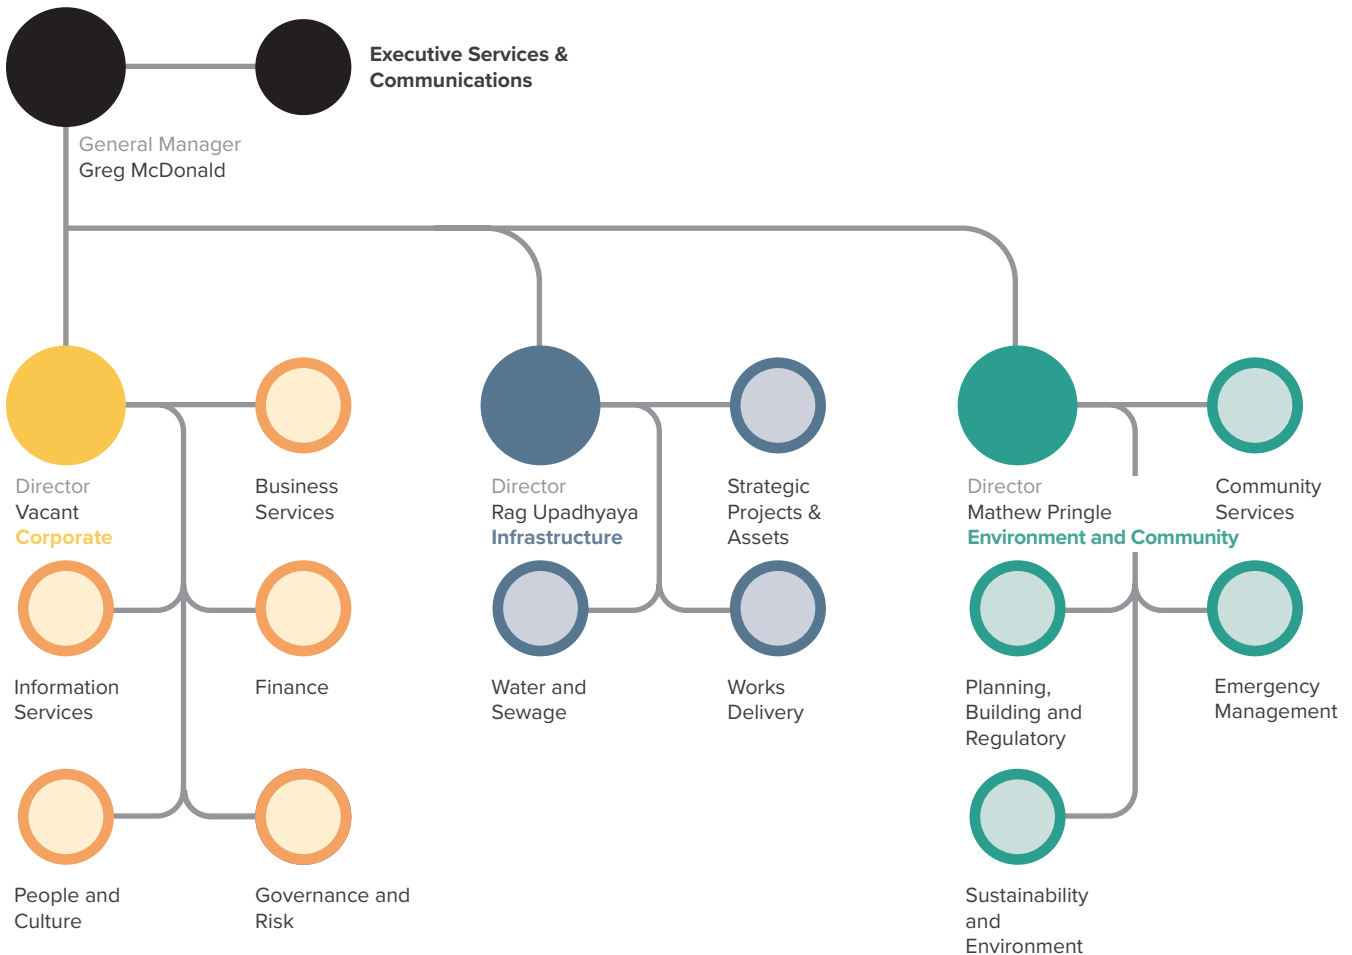 Executive Services &
Communications
General Manager
Greg McDonald
Director
Vacant
Corporate
Business
Services
Information
Services
Finance
People and
Culture
Governance and
Risk
Director
Rag Upadhyaya
Infrastructure
Strategic
Projects &
Assets
Water and
Sewage
Works
Delivery
Director
Mathew Pringle
Environment and Community
Community
Services
Planning,
Building and
Regulatory
Emergency
Management
Sustainability
and
Environment